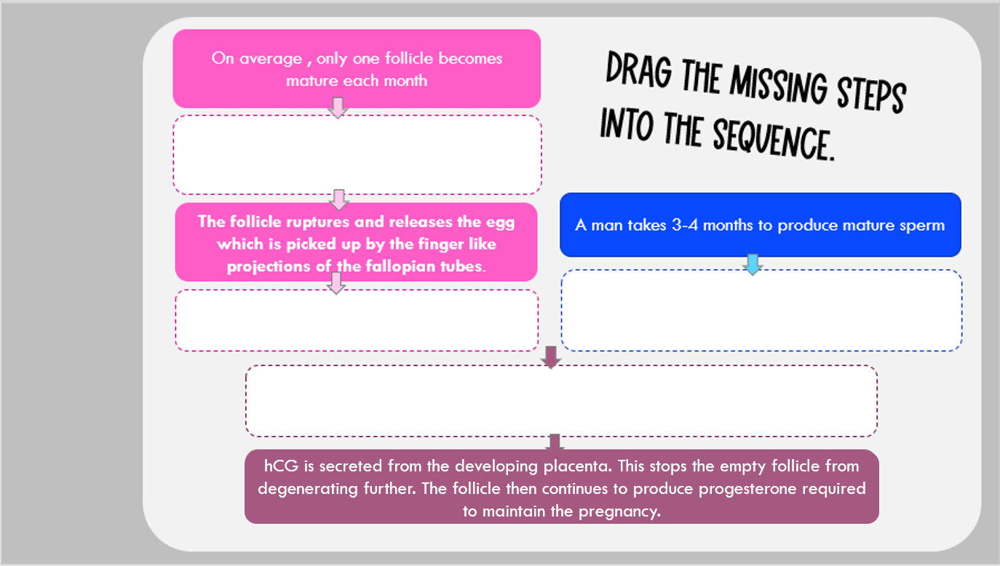 On average , only one follicle becomes
mature each month
DRAG THE MISSING STEPS
INTO THE SEQUENCE.
The follicle ruptures and releases the egg
which is picked up by the finger like
projections of the fallopian tubes.
A man takes 3-4 months to produce mature sperm
hCG is secreted from the developing placenta. This stops the empty follicle from
degenerating further. The follicle then continues to produce progesterone required
to maintain the pregnancy.